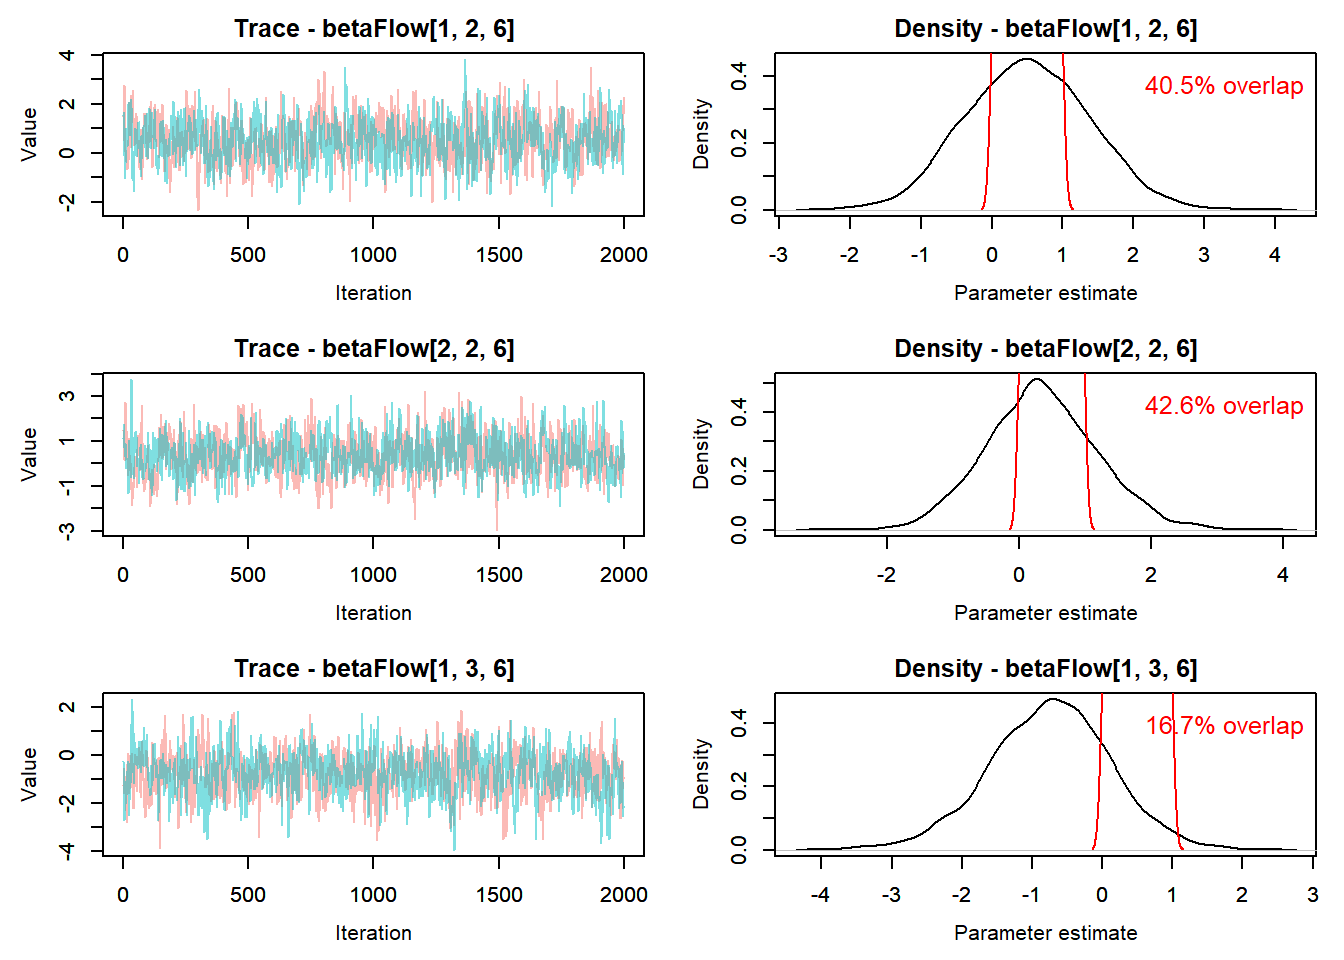 Trace - betaFlow[1, 2, 6]
Value
4
2
0
-2
0 500 1000 1500 2000
Iteration
Density - betaFlow[1, 2, 6]
Density
0.4
0.2
0.0
40.5% overlap
-3 -2 -1 0 1 2 3 4
Parameter estimate
Trace - betaFlow[2, 2, 6]
Value
3
1
-1
-3
0 500 1000 1500 2000
Iteration
Density - betaFlow[2, 2, 6]
Density
0.4
0.2
0.0
42.6% overlap
-2 0 2 4
Parameter estimate
Trace - betaFlow[1, 3, 6]
Value
2
0
-2
-4
0 500 1000 1500 2000
Iteration
Density - betaFlow[1, 3, 6]
Density
0.4
0.2
0.0
16.7% overlap
-4 -3 -2 -1 0 1 2 3
Parameter estimate